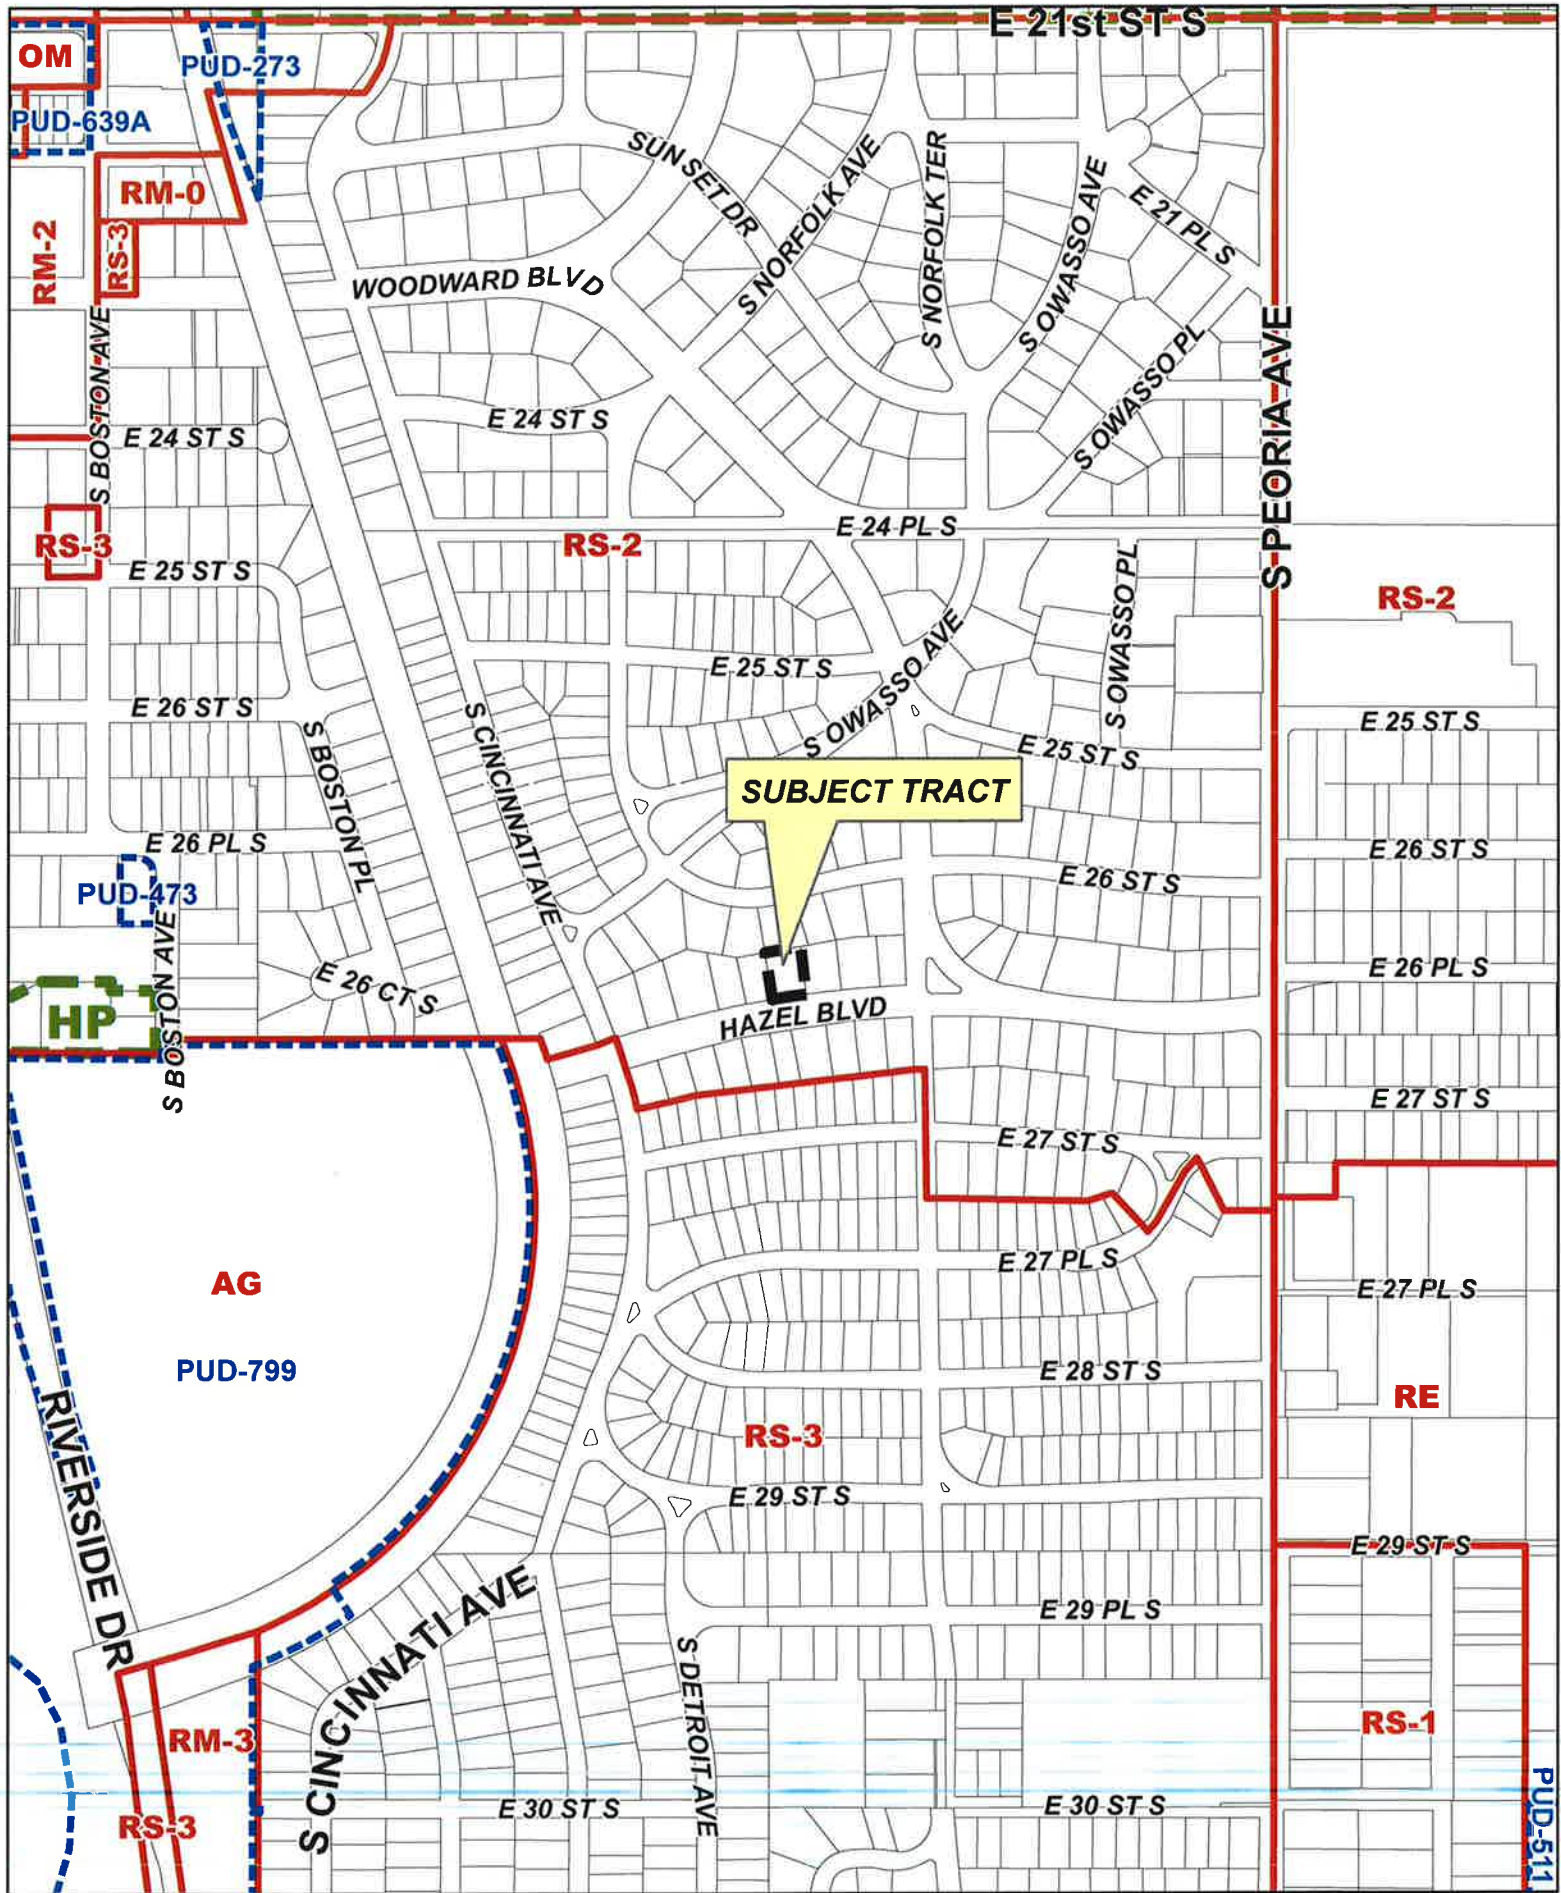 E 21st ST S
OM
PUD-273
PUD-639A
SUN SET DR
S NORFOLK AVE
S NORFOLK TER
S OWASSO AVE
E 21 PL S
RM-0
RM-2
RS-3
WOODWARD BLVD
S BOSTON AVE
S OWASSO PL
S PEORIA AVE
E 24 ST S
E 24 ST S
E 24 PL S
RS-3
RS-2
E 25 ST S
S OWASSO PL
RS-2
S OWASSO AVE
E 25 ST S
E 26 ST S
S BOSTON PL
S CINCINNATI AVE
E 25 ST S
E 25 ST S
SUBJECT TRACT
E 26 PL S
E 26 ST S
PUD-473
E 26 ST S
S BOSTON AVE
E 26 CT S
E 26 PL S
HP
HAZEL BLVD
E 27 ST S
E 27 ST S
E 27 PL S
E 27 PL S
AG
PUD-799
E 28 ST S
RE
RIVERSIDE DR
RS-3
E 29 ST S
E 29 ST S
S CINCINNATI AVE
E 29 PL S
S DETROIT AVE
RM-3
RS-1
RS-3
E 30 ST S
E 30 ST S
PUD-511